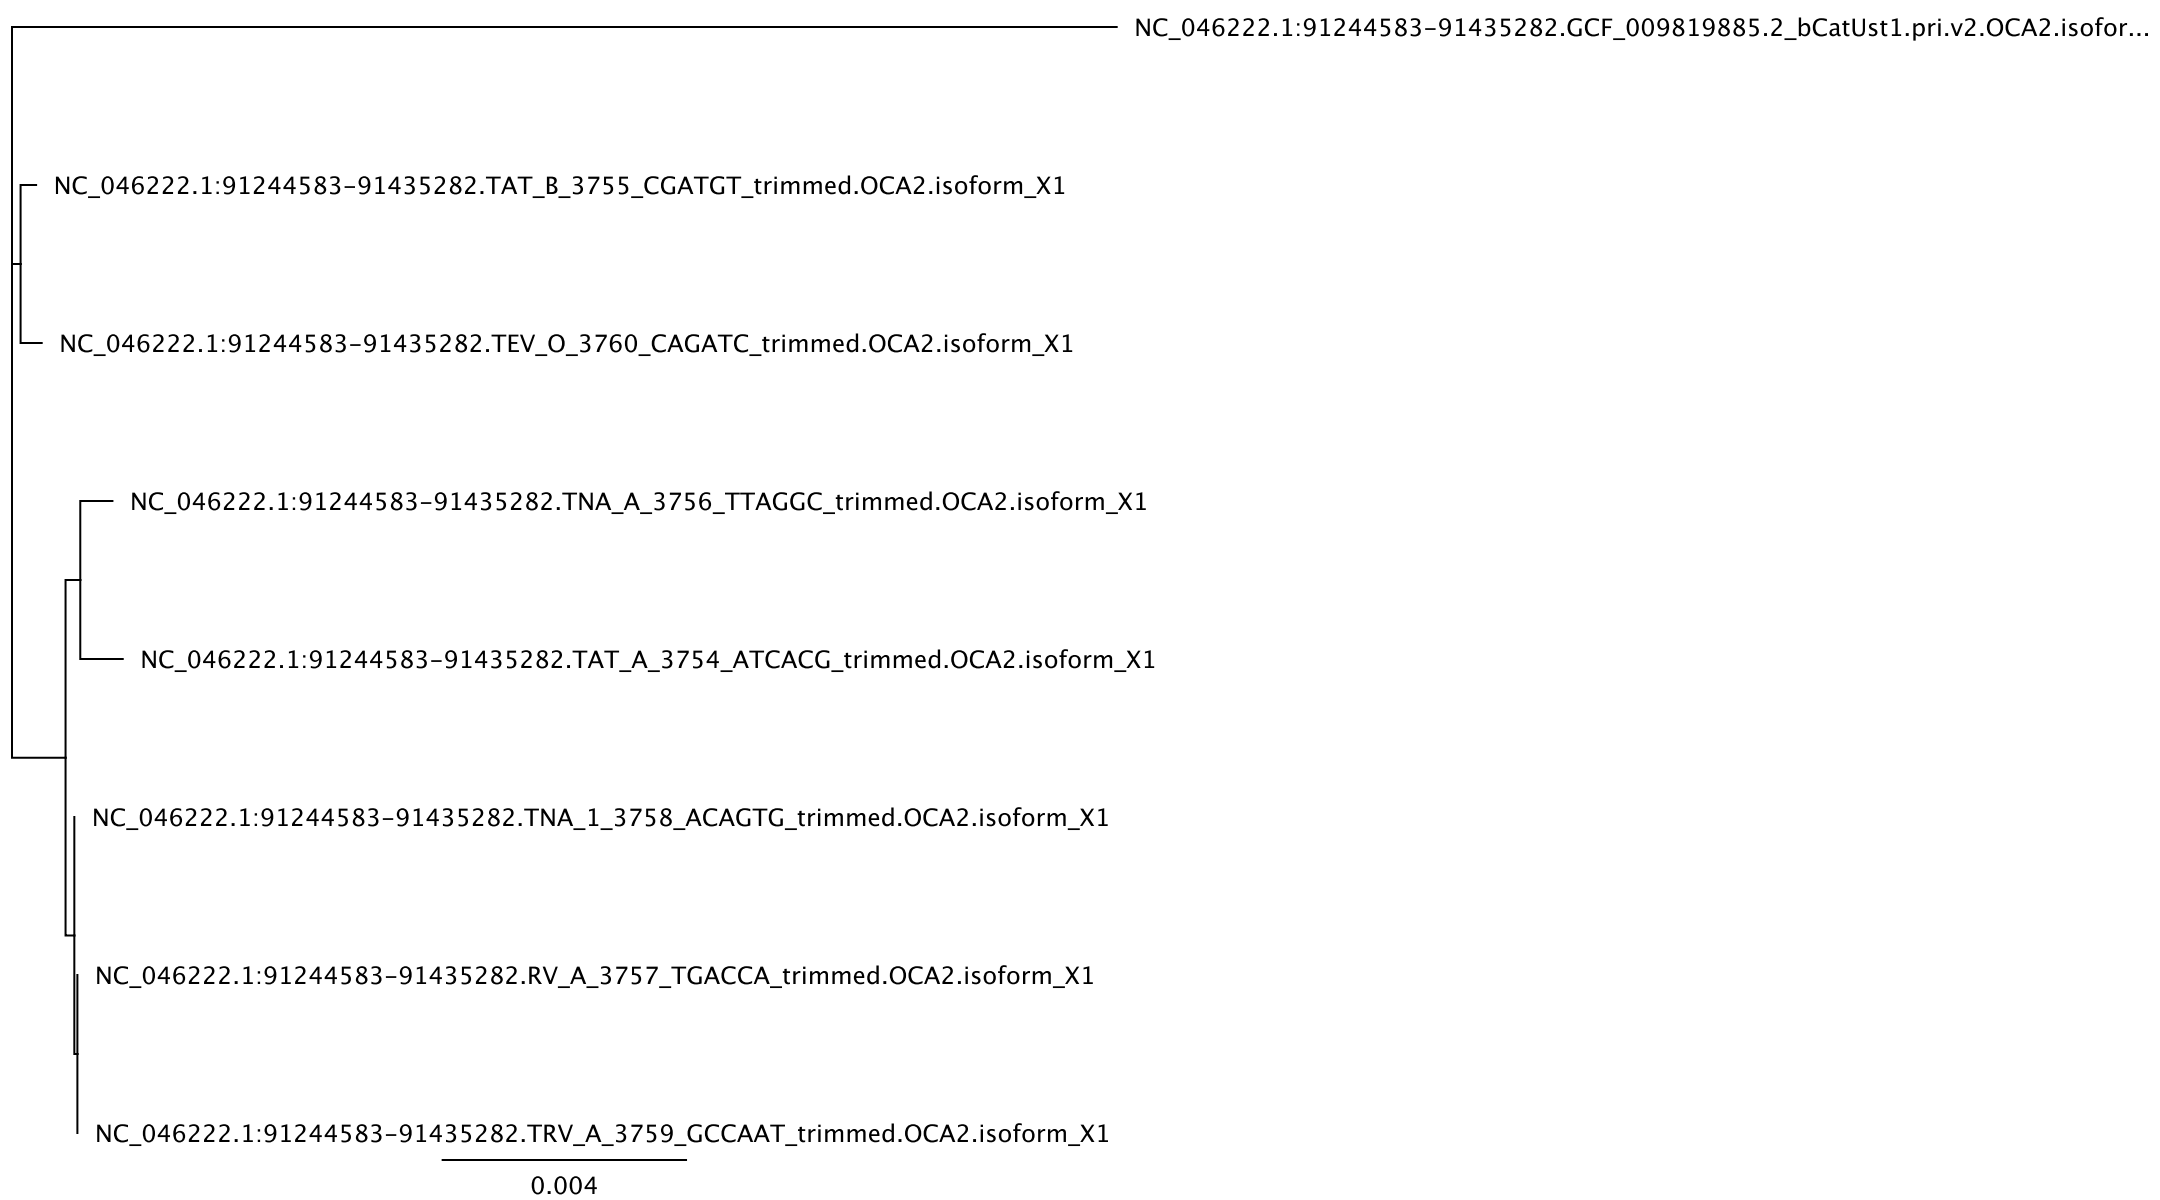 NC_046222.1:91244583-91435282.GCF_009819885.2_bCatUst1.pri.v2.OCA2.isofor...
NC_046222.1:91244583-91435282.TAT_B_3755_CGATGT_trimmed.OCA2.isoform_X1
NC_046222.1:91244583-91435282.TEV_O_3760_CAGATC_trimmed.OCA2.isoform_X1
NC_046222.1:91244583-91435282.TNA_A_3756_TTAGGC_trimmed.OCA2.isoform_X1
NC_046222.1:91244583-91435282.TAT_A_3754_ATCACG_trimmed.OCA2.isoform_X1
NC_046222.1:91244583-91435282.TNA_1_3758_ACAGTG_trimmed.OCA2.isoform_X1
NC_046222.1:91244583-91435282.RV_A_3757_TGACCA_trimmed.OCA2.isoform_X1
NC_046222.1:91244583-91435282.TRV_A_3759_GCCAAT_trimmed.OCA2.isoform_X1
0.004